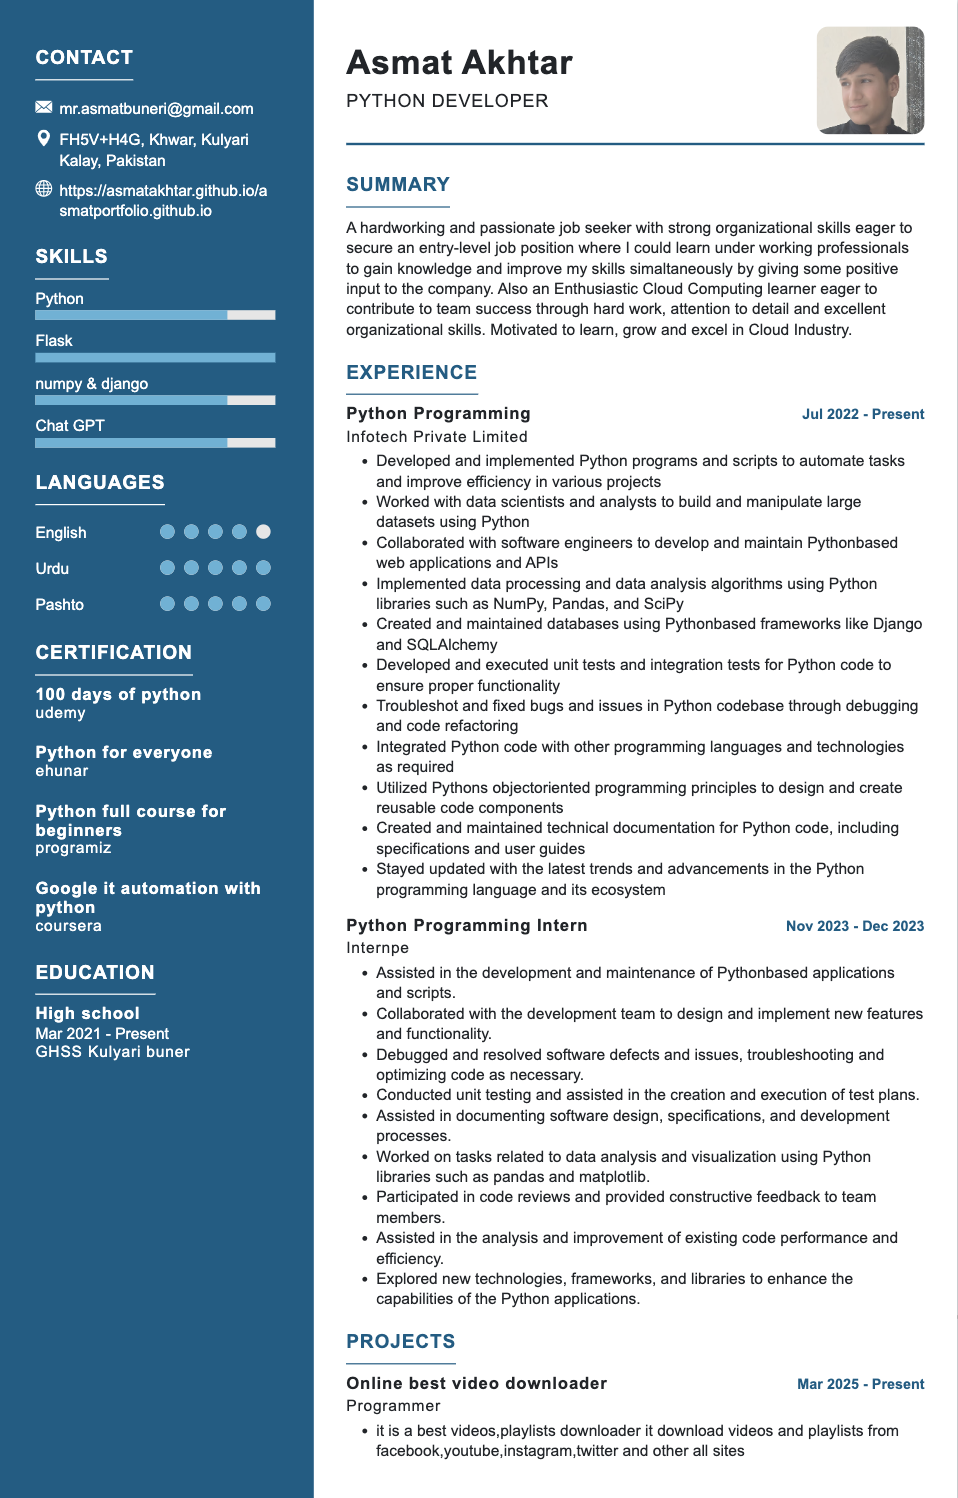 CONTACT
mr.asmatbuneri@gmail.com
FH5V+H4G, Khwar, Kulyari
Kalay, Pakistan
https://asmatakhtar.github.io/a
smatportfolio.github.io
SKILLS
Python
Flask
numpy & django
Chat GPT
LANGUAGES
English
Urdu
Pashto
CERTIFICATION
100 days of python
udemy
Python for everyone
ehunar
Python full course for
beginners
programiz
Google it automation with
python
coursera
EDUCATION
High school
Mar 2021 - Present
GHSS Kulyari buner
Asmat Akhtar
PYTHON DEVELOPER
SUMMARY
A hardworking and passionate job seeker with strong organizational skills eager to
secure an entry-level job position where I could learn under working professionals
to gain knowledge and improve my skills simaltaneously by giving some positive
input to the company. Also an Enthusiastic Cloud Computing learner eager to
contribute to team success through hard work, attention to detail and excellent
organizational skills. Motivated to learn, grow and excel in Cloud Industry.
EXPERIENCE
Python Programming Jul 2022 - Present
Infotech Private Limited
• Developed and implemented Python programs and scripts to automate tasks
and improve efficiency in various projects
• Worked with data scientists and analysts to build and manipulate large
datasets using Python
• Collaborated with software engineers to develop and maintain Pythonbased
web applications and APIs
• Implemented data processing and data analysis algorithms using Python
libraries such as NumPy, Pandas, and SciPy
• Created and maintained databases using Pythonbased frameworks like Django
and SQLAlchemy
• Developed and executed unit tests and integration tests for Python code to
ensure proper functionality
• Troubleshot and fixed bugs and issues in Python codebase through debugging
and code refactoring
• Integrated Python code with other programming languages and technologies
as required
• Utilized Pythons objectoriented programming principles to design and create
reusable code components
• Created and maintained technical documentation for Python code, including
specifications and user guides
• Stayed updated with the latest trends and advancements in the Python
programming language and its ecosystem
Python Programming Intern Nov 2023 - Dec 2023
Internpe
• Assisted in the development and maintenance of Pythonbased applications
and scripts.
• Collaborated with the development team to design and implement new features
and functionality.
• Debugged and resolved software defects and issues, troubleshooting and
optimizing code as necessary.
• Conducted unit testing and assisted in the creation and execution of test plans.
• Assisted in documenting software design, specifications, and development
processes.
• Worked on tasks related to data analysis and visualization using Python
libraries such as pandas and matplotlib.
• Participated in code reviews and provided constructive feedback to team
members.
• Assisted in the analysis and improvement of existing code performance and
efficiency.
• Explored new technologies, frameworks, and libraries to enhance the
capabilities of the Python applications.
PROJECTS
Online best video downloader Mar 2025 - Present
Programmer
• it is a best videos,playlists downloader it download videos and playlists from
facebook,youtube,instagram,twitter and other all sites